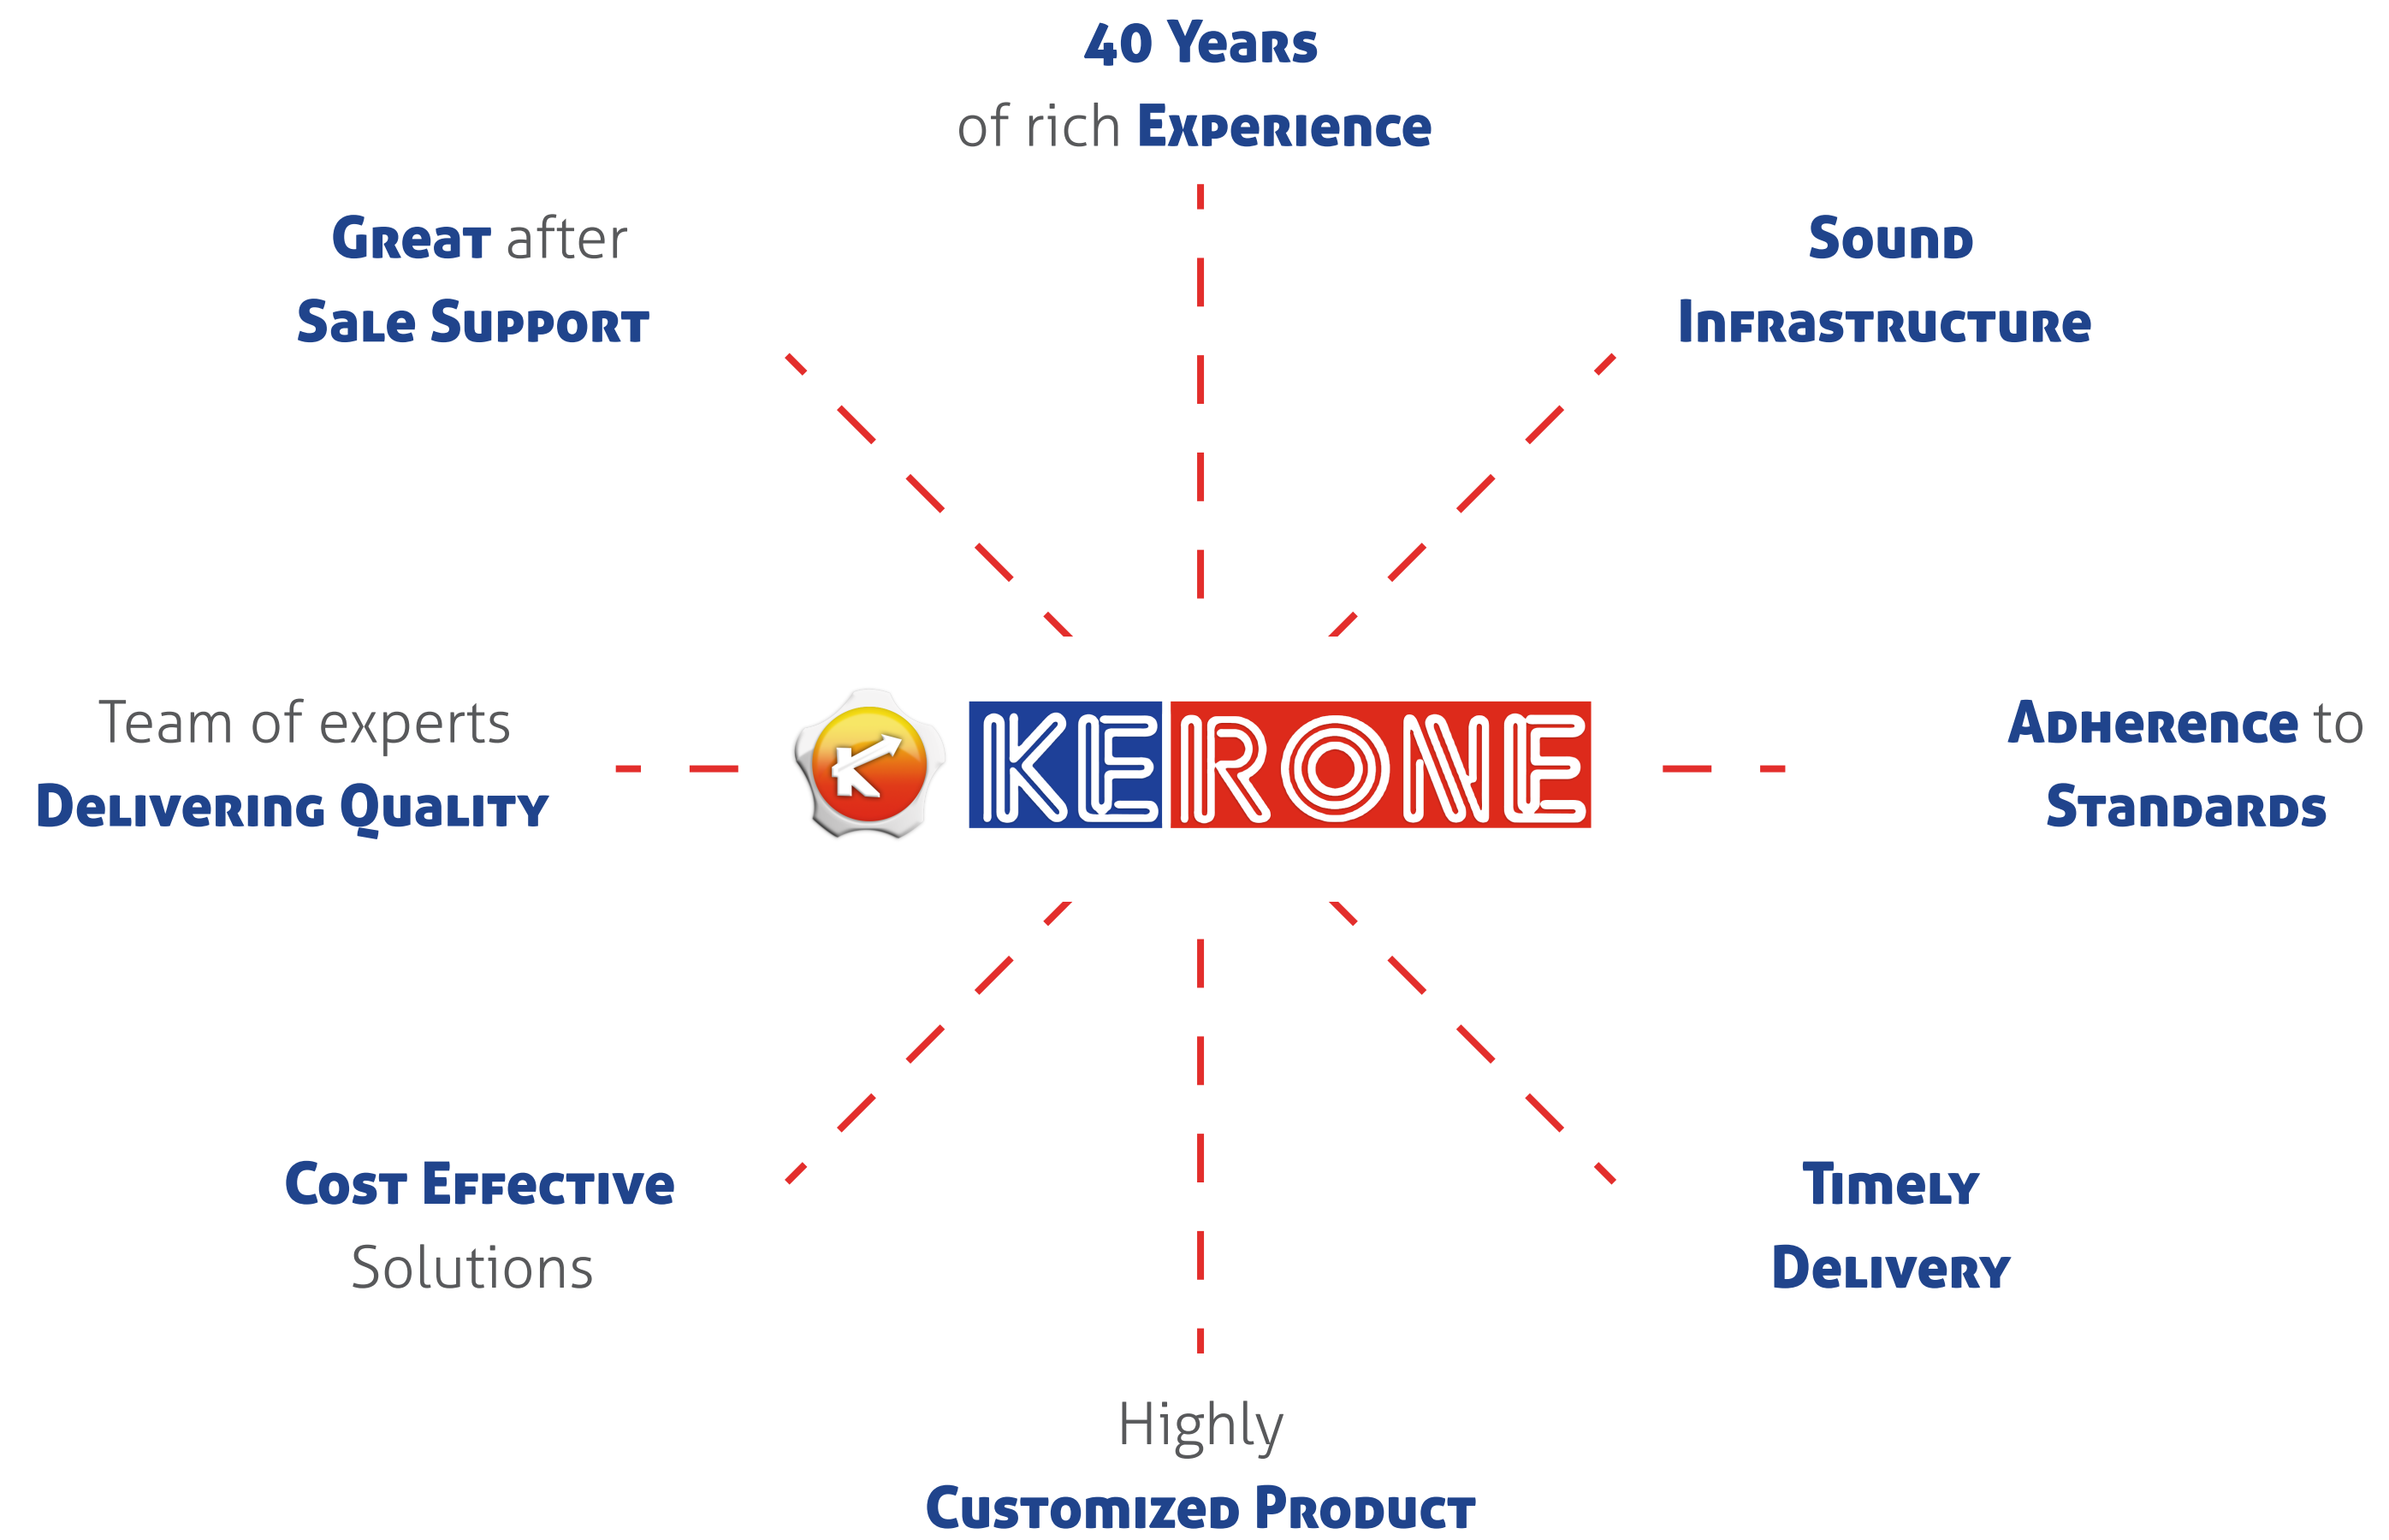 40 Years
of rich Experience
Great after
Sale Support
Sound
Infrastructure
Team of experts
Delivering Quality
K KERONE
Adherence to
Standards
Cost Effective
Solutions
Timely
Delivery
Highly
Customized Product